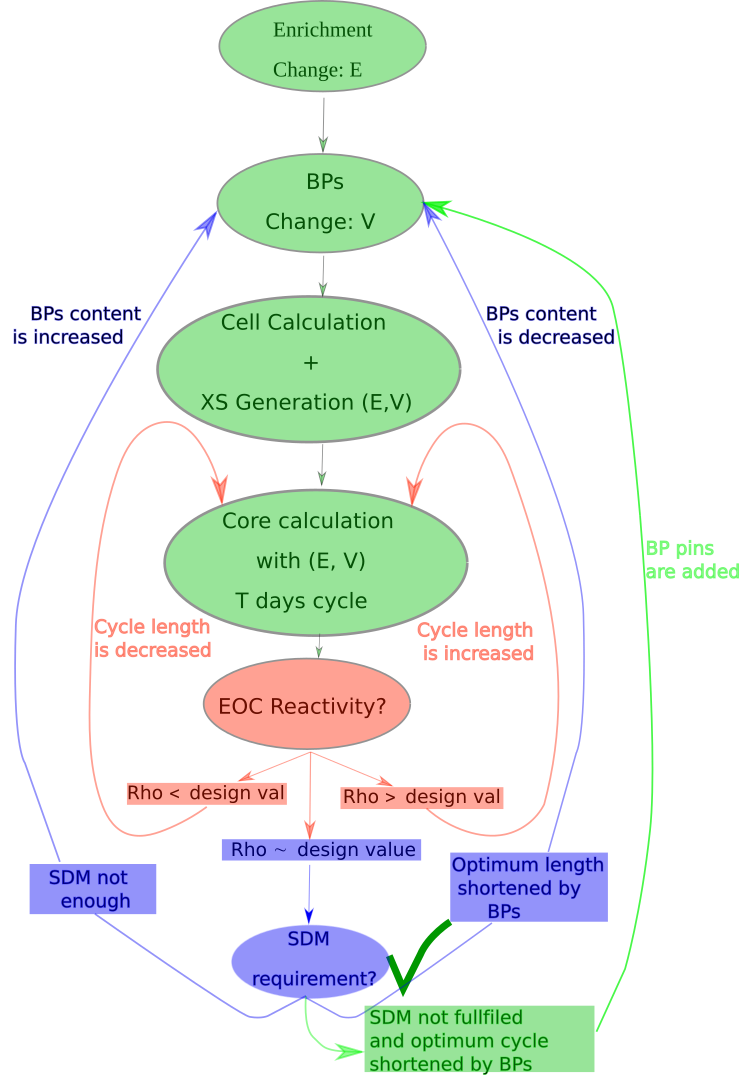 Enrichment
Change: E
BPs
Change: V
BPs content
is increased
BPs content
is decreased
Cell Calculation
+
XS Generation (E,V)
Core calculation
with (E, V)
T days cycle
BP pins
are added
Cycle length
is decreased
Cycle length
is increased
EOC Reactivity?
Rho < design val
Rho > design val
Rho ~ design value
SDM not
enough
Optimum length
shortened by
BPs
SDM
requirement?
SDM not fullfiled
and optimum cycle
shortened by BPs